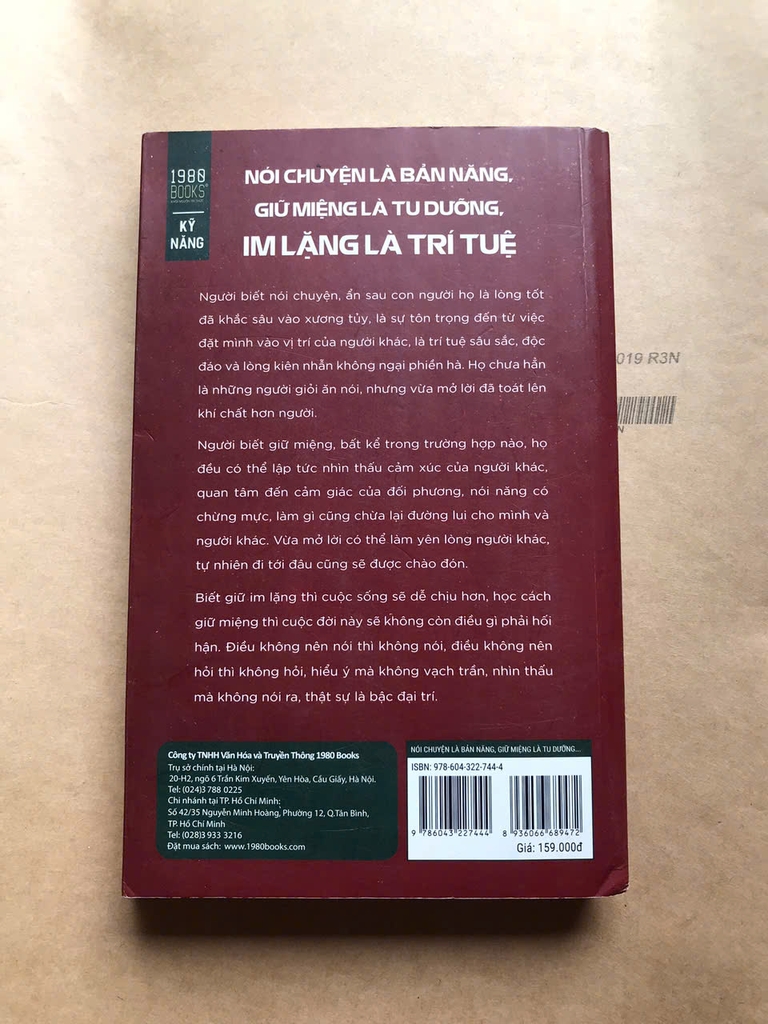 1980
BOOKS®
KỸ
NĂNG
NÓI CHUYỆN LÀ BẢN NĂNG,
GIỮ MIỆNG LÀ TU DƯỠNG,
IM LẶNG LÀ TRÍ TUỆ
Người biết nói chuyện, ẩn sau con người họ là lòng tốt
đã khắc sâu vào xương tủy, là sự tôn trọng đến từ việc
đặt mình vào vị trí của người khác, là trí tuệ sâu sắc, độc
đáo và lòng kiên nhẫn không ngại phiền hà. Họ chưa hẳn
là những người giỏi ăn nói, nhưng vừa mở lời đã toát lên
khí chất hơn người.
Người biết giữ miệng, bất kể trong trường hợp nào, họ
đều có thể lập tức nhìn thấu cảm xúc của người khác,
quan tâm đến cảm giác của đối phương, nói năng có
chừng mực, làm gì cũng chừa lại đường lui cho mình và
người khác. Vừa mở lời có thể làm yên lòng người khác,
tự nhiên đi tới đâu cũng sẽ được chào đón.
Biết giữ im lặng thì cuộc sống sẽ dễ chịu hơn, học cách
giữ miệng thì cuộc đời này sẽ không còn điều gì phải hối
hận. Điều không nên nói thì không nói, điều không nên
hỏi thì không hỏi, hiểu ý mà không vạch trần, nhìn thấu
mà không nói ra, thật sự là bậc đại trí.
Công ty TNHH Văn Hóa và Truyền Thông 1980 Books
Trụ sở chính tại Hà Nội:
20-H2, ngõ 6 Trần Kim Xuyến, Yên Hòa, Cầu Giấy, Hà Nội.
Tel: (024)3 788 0225
Chi nhánh tại TP. Hồ Chí Minh:
Số 42/35 Nguyễn Minh Hoàng, Phường 12, Q.Tân Bình,
TP. Hồ Chí Minh
Tel: (028)3 933 3216
Đặt mua sách: www.1980books.com
NÓI CHUYỆN LÀ BẢN NĂNG, GIỮ MIỆNG LÀ TU DƯỠNG...
ISBN: 978-604-322-744-4
9 786043 227444
8 936066 689472
Giá: 159.000đ
019 R3N